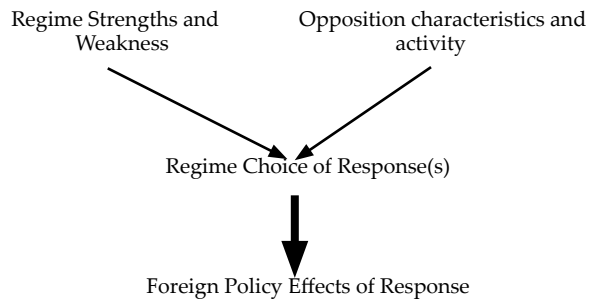 Regime Strengths and
Weakness
Opposition characteristics and
activity
Regime Choice of Response(s)
Foreign Policy Effects of Response